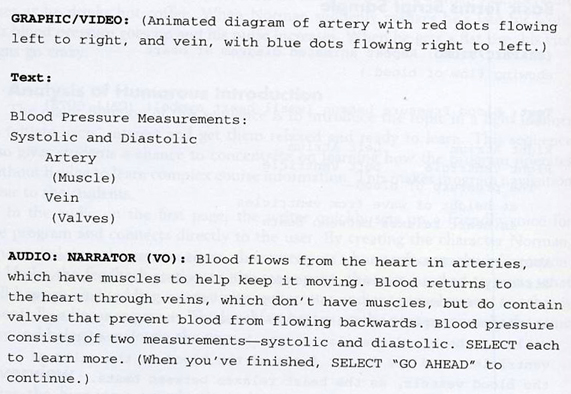 GRAPHIC/VIDEO: (Animated diagram of artery with red dots flowing
left to right, and vein, with blue dots flowing right to left.)
Text:
Blood Pressure Measurements:
Systolic and Diastolic
Artery
(Muscle)
Vein
(Valves)
AUDIO: NARRATOR (VO): Blood flows from the heart in arteries,
which have muscles to help keep it moving. Blood returns to
the heart through veins, which don't have muscles, but do contain
valves that prevent blood from flowing backwards. Blood pressure
consists of two measurements—systolic and diastolic. SELECT each
to learn more. (When you've finished, SELECT "GO AHEAD" to
continue.)